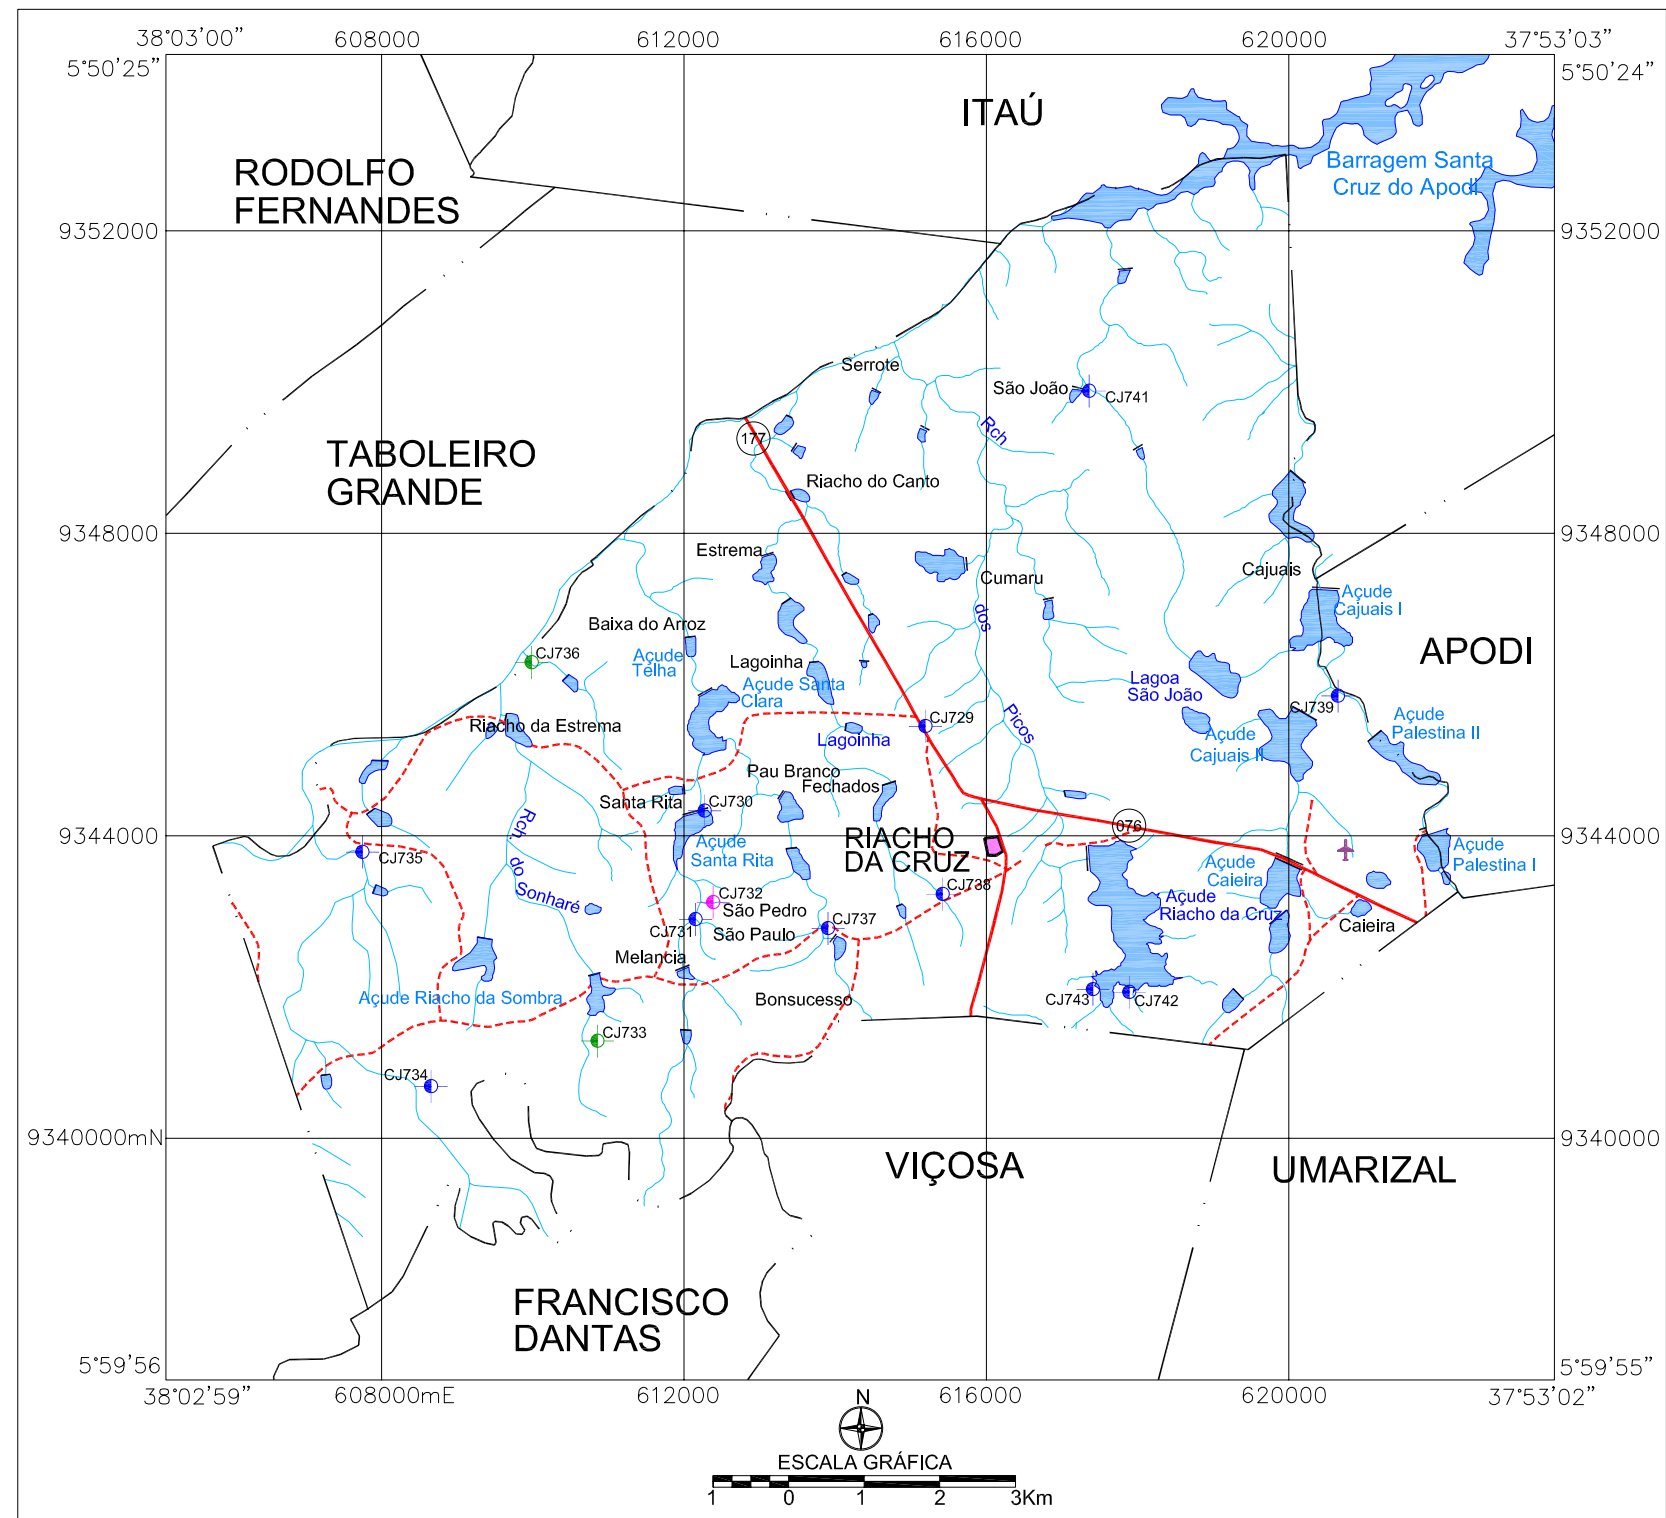 38°03'00" 608000 612000 616000 620000 37°53'03"
5°50'25" 5°50'24"
ITAÚ
Barragem Santa
Cruz do Apodi
RODOLFO
FERNANDES
9352000 9352000
Serrote
São João CJ741
Rch
177
TABOLEIRO
GRANDE
Riacho do Canto
9348000 9348000
Estrema
Cumaru
Cajuais
Açude
Cajuais I
dos
Baixa do Arroz
CJ736
Açude
Telha
Lagoinha
Açude Santa
Clara
APODI
Lagoa
São João
CJ739
Picos
CJ729
Riacho da Estrema
Lagoinha
Açude
Cajuais II
Açude
Palestina II
Pau Branco
Fechados
Santa Rita CJ730
Rch.
076
9344000 9344000
RIACHO
DA CRUZ
Açude
Santa Rita
CJ735
Açude
Caieira
Açude
Palestina I
do Sonharé
CJ738
CJ732
São Pedro
Açude
Riacho da Cruz
CJ737
CJ731 São Paulo
Caieira
Melancia
Açude Riacho da Sombra
Bonsucesso
CJ743 CJ742
CJ733
CJ734
9340000mN 9340000
VIÇOSA UMARIZAL
FRANCISCO
DANTAS
5°59'56 5°59'55"
38°02'59" 608000mE 612000 616000 620000 37°53'02"
N
ESCALA GRÁFICA
1 0 1 2 3Km